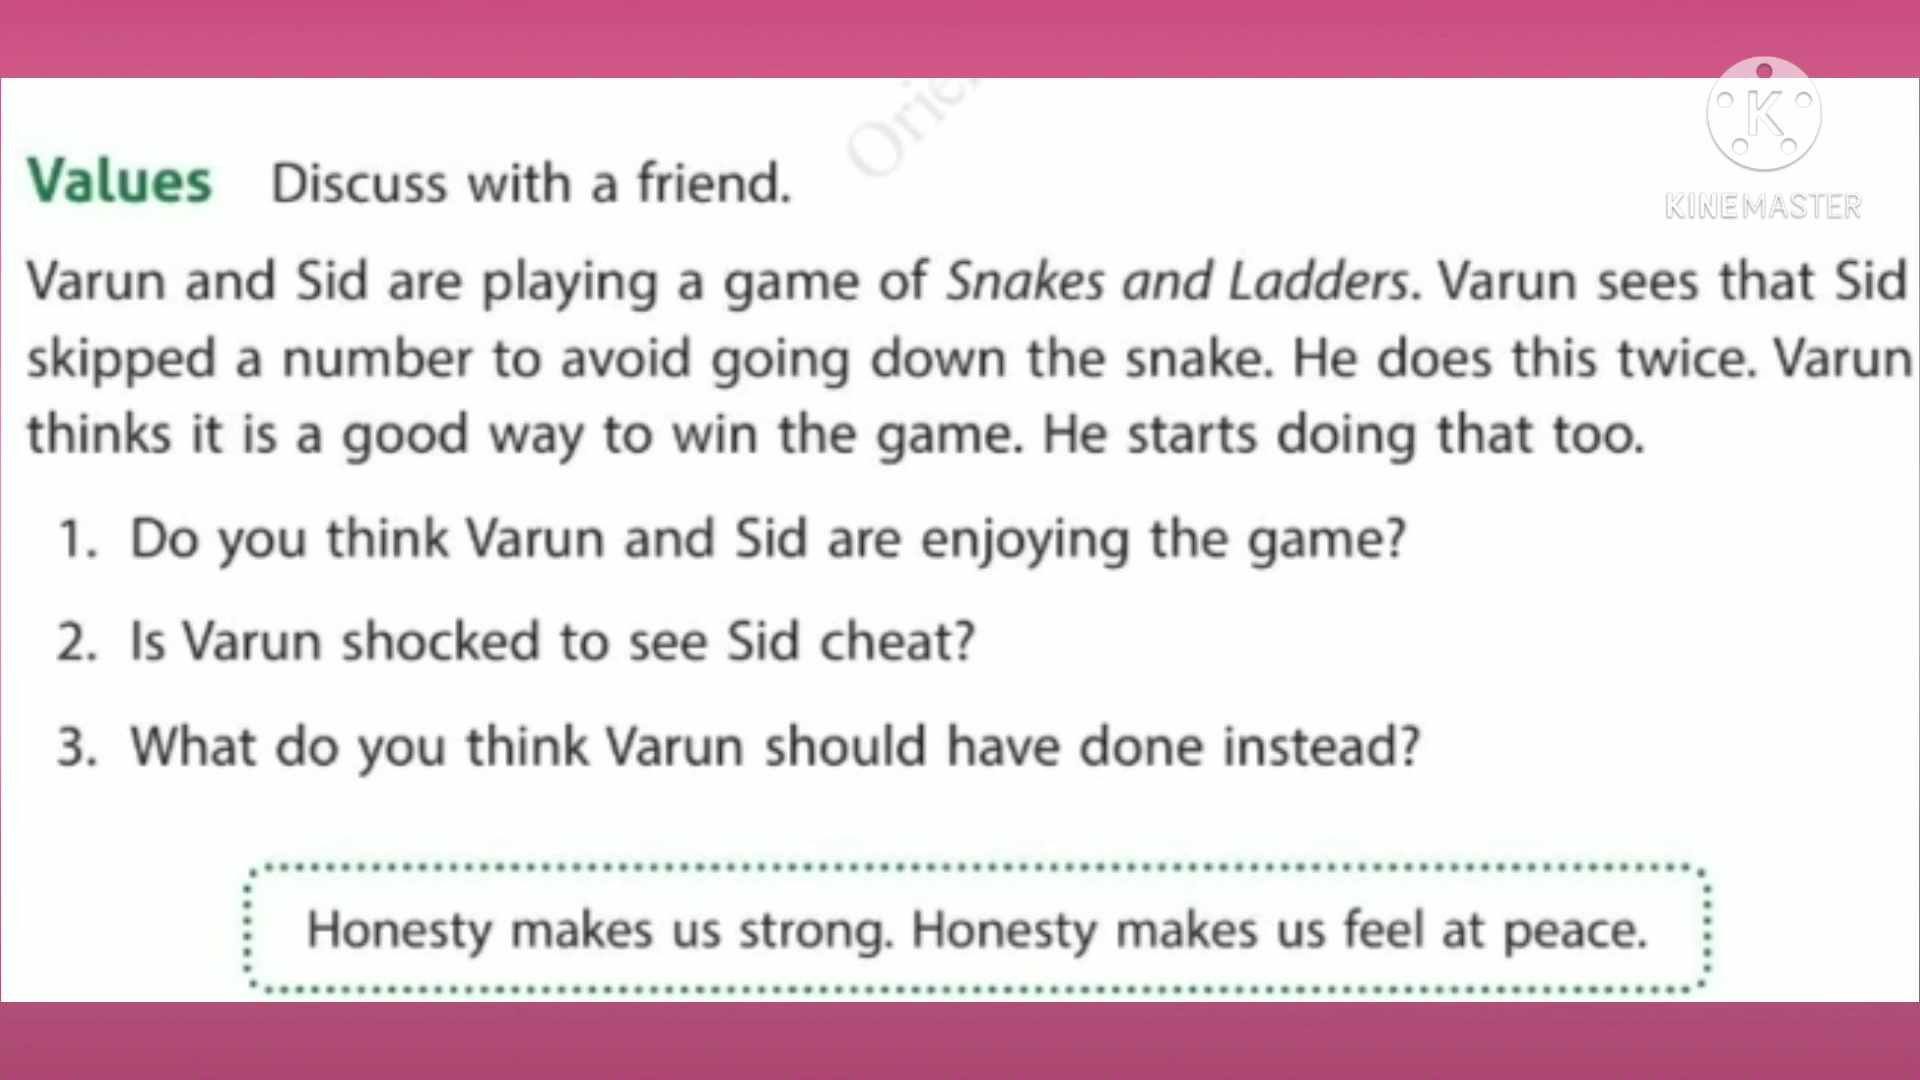 Values Discuss with a friend.
K
KINEMASTER
Varun and Sid are playing a game of Snakes and Ladders. Varun sees that Sid
skipped a number to avoid going down the snake. He does this twice. Varun
thinks it is a good way to win the game. He starts doing that too.
1. Do you think Varun and Sid are enjoying the game?
2. Is Varun shocked to see Sid cheat?
3. What do you think Varun should have done instead?
Honesty makes us strong. Honesty makes us feel at peace.